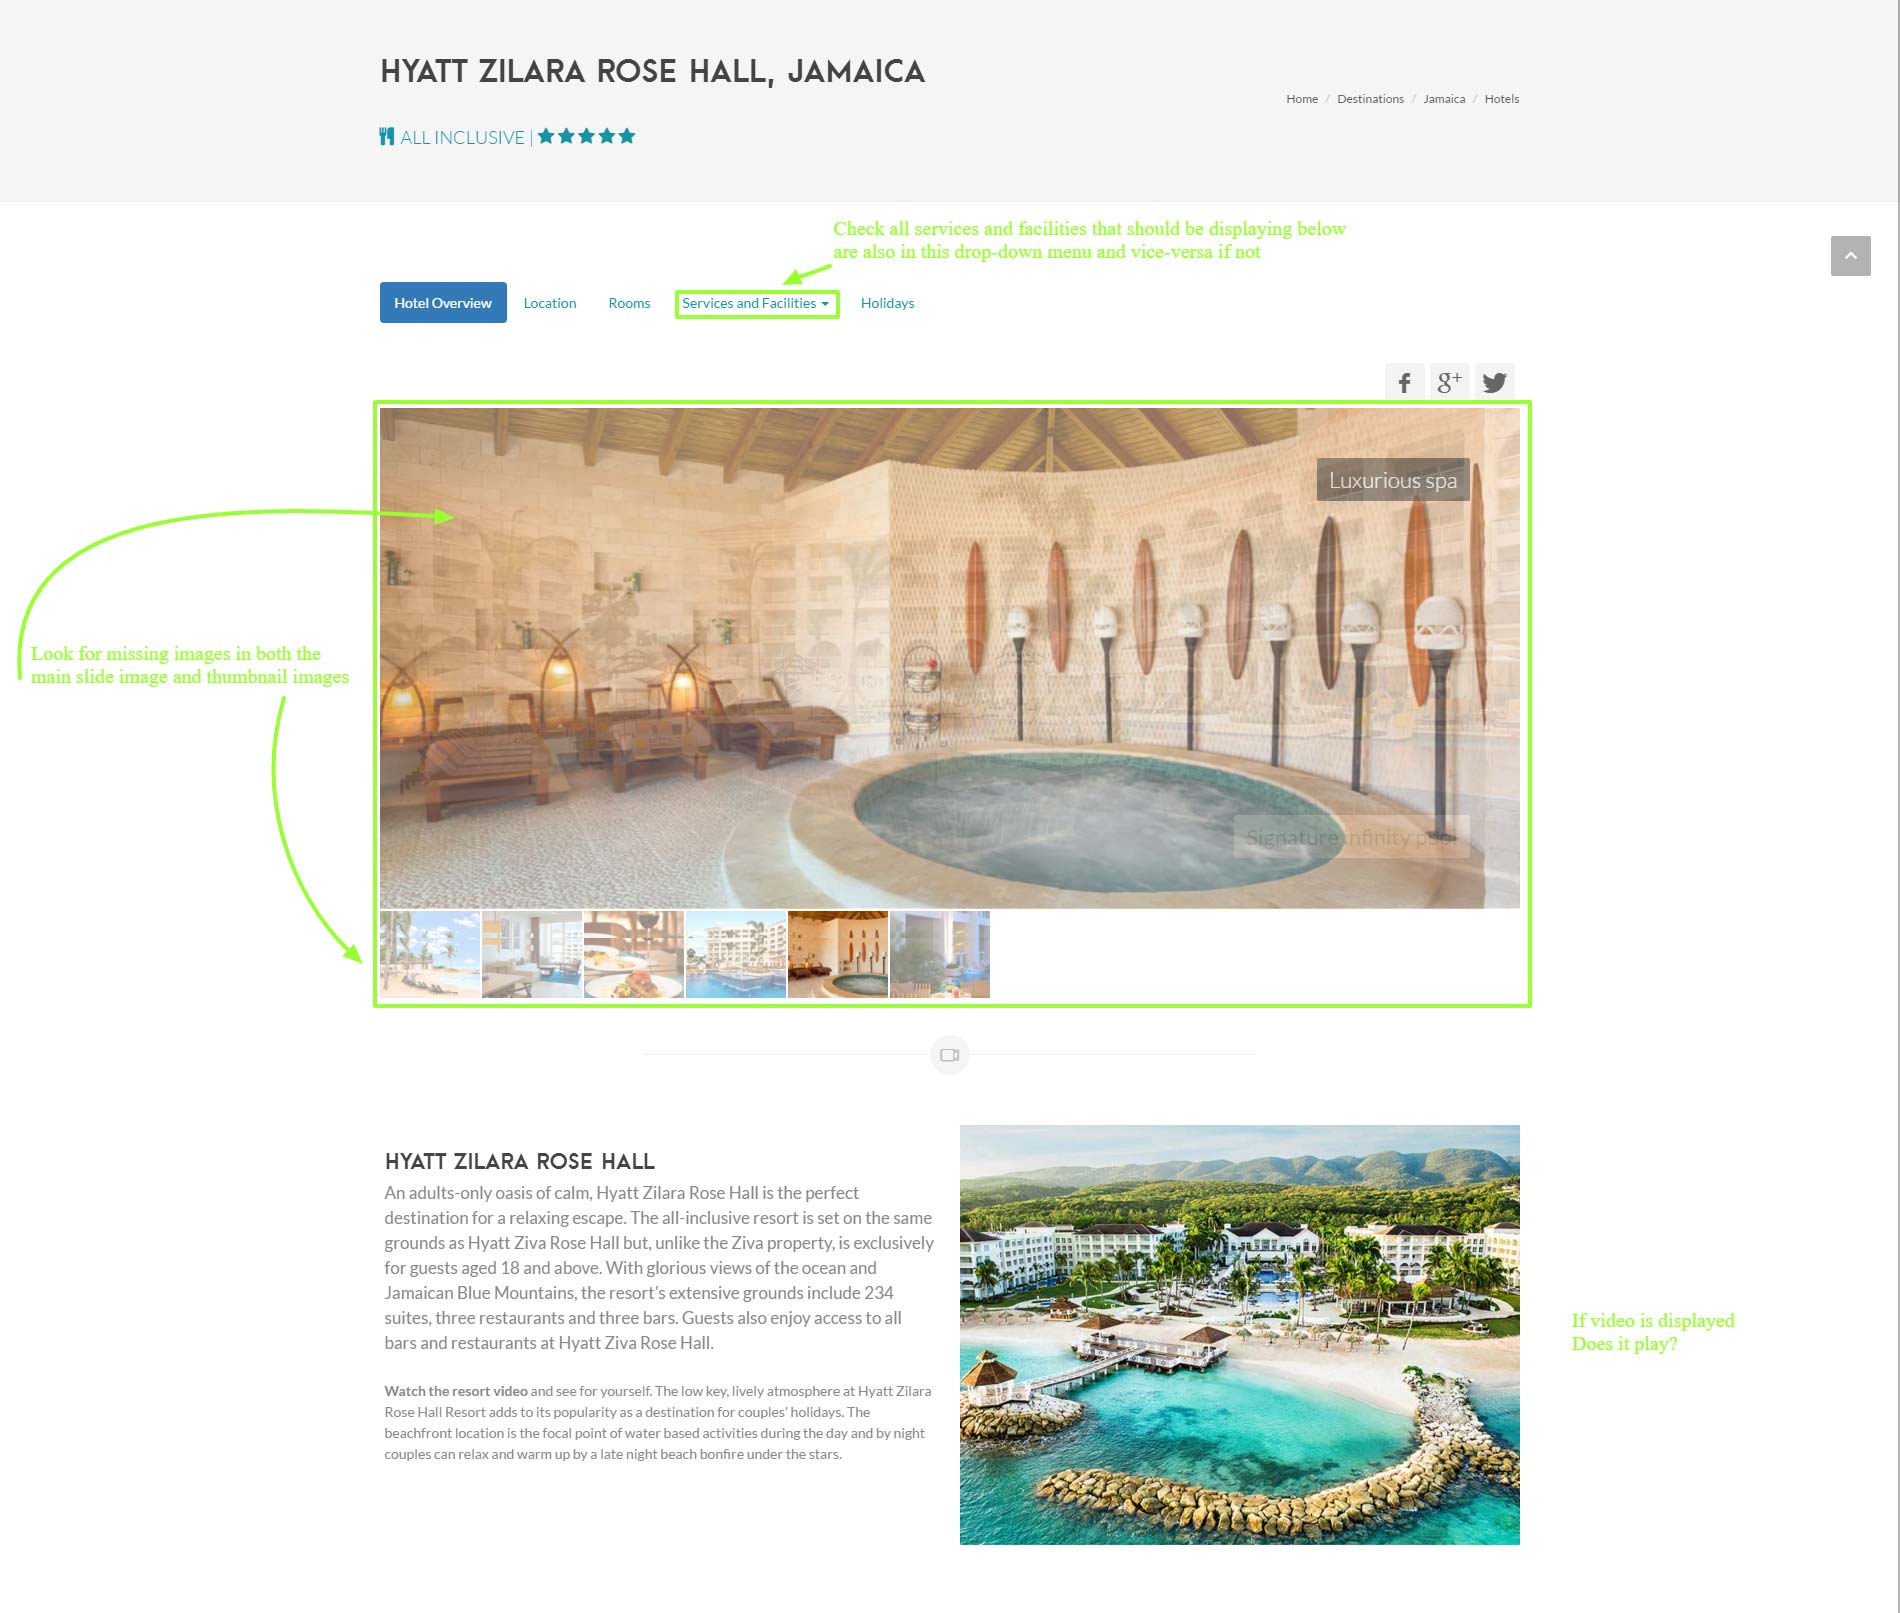 HYATT ZILARA ROSE HALL, JAMAICA
Home / Destinations / Jamaica / Hotels
ALL INCLUSIVE |
Check all services and facilities that should be displaying below
are also in this drop-down menu and vice-versa if not
Hotel Overview
Location
Rooms
Services and Facilities
Holidays
f
g+
Luxurious spa
Look for missing images in both the
main slide image and thumbnail images
Signature infinity pool
HYATT ZILARA ROSE HALL
An adults-only oasis of calm, Hyatt Zilara Rose Hall is the perfect
destination for a relaxing escape. The all-inclusive resort is set on the same
grounds as Hyatt Ziva Rose Hall but, unlike the Ziva property, is exclusively
for guests aged 18 and above. With glorious views of the ocean and
Jamaican Blue Mountains, the resort's extensive grounds include 234
suites, three restaurants and three bars. Guests also enjoy access to all
bars and restaurants at Hyatt Ziva Rose Hall.
If video is displayed
Does it play?
Watch the resort video and see for yourself. The low key, lively atmosphere at Hyatt Zilara
Rose Hall Resort adds to its popularity as a destination for couples' holidays. The
beachfront location is the focal point of water based activities during the day and by night
couples can relax and warm up by a late night beach bonfire under the stars.